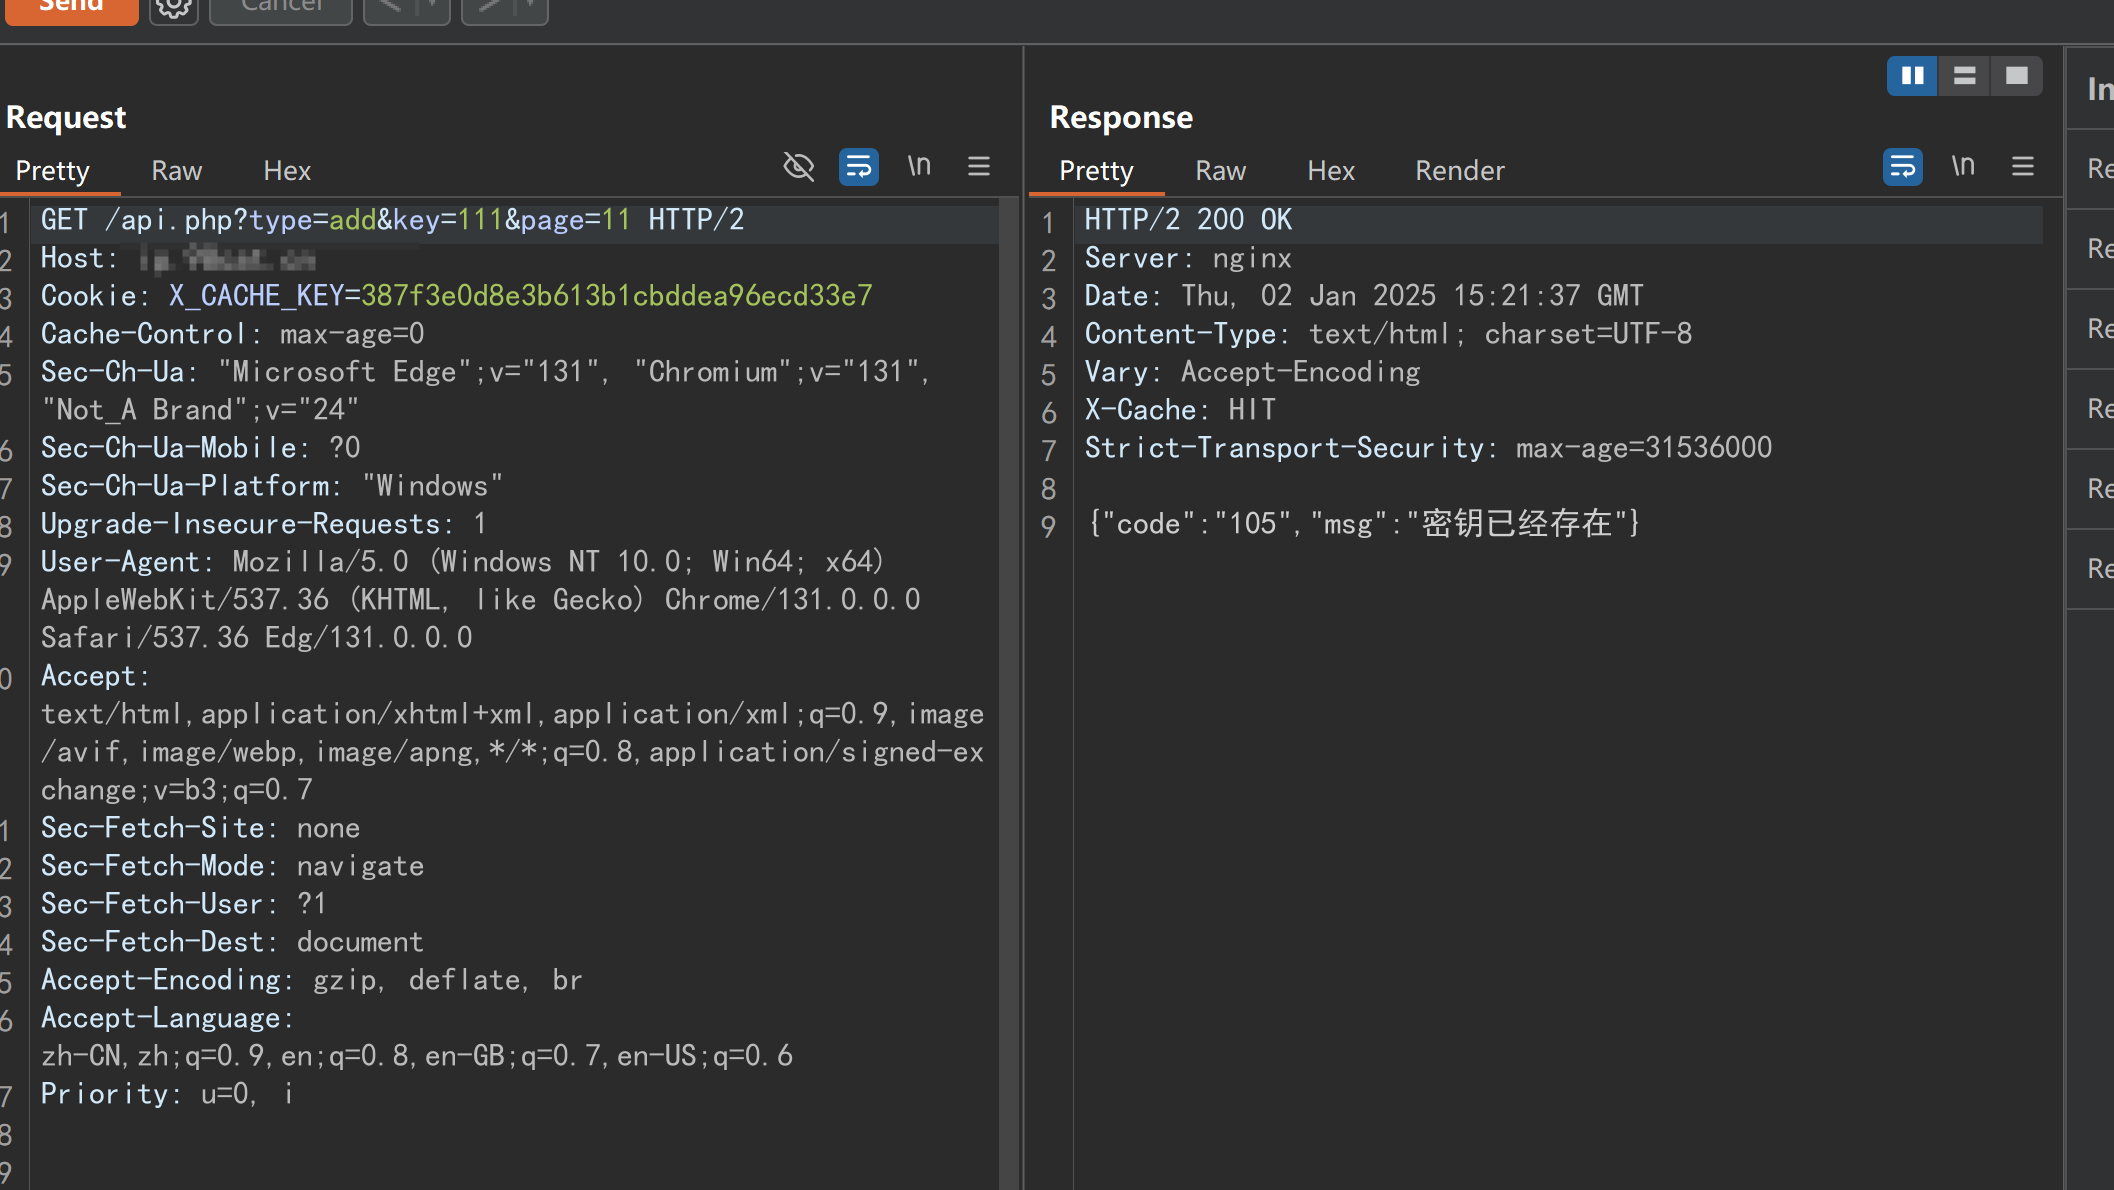 Send
Cancel
Request
Pretty Raw Hex
\n
1 GET /api.php?type=add&key=111&page=11 HTTP/2
2 Host:
3 Cookie: X_CACHE_KEY=387f3e0d8e3b613b1cbddea96ecd33e7
4 Cache-Control: max-age=0
5 Sec-Ch-Ua: "Microsoft Edge";v="131", "Chromium";v="131",
"Not_A Brand";v="24"
6 Sec-Ch-Ua-Mobile: ?0
7 Sec-Ch-Ua-Platform: "Windows"
8 Upgrade-Insecure-Requests: 1
9 User-Agent: Mozilla/5.0 (Windows NT 10.0; Win64; x64)
AppleWebKit/537.36 (KHTML, like Gecko) Chrome/131.0.0.0
Safari/537.36 Edg/131.0.0.0
0 Accept:
text/html,application/xhtml+xml,application/xml;q=0.9,image
/avif,image/webp,image/apng,*/*;q=0.8,application/signed-ex
change;v=b3;q=0.7
1 Sec-Fetch-Site: none
2 Sec-Fetch-Mode: navigate
3 Sec-Fetch-User: ?1
4 Sec-Fetch-Dest: document
5 Accept-Encoding: gzip, deflate, br
6 Accept-Language:
zh-CN,zh;q=0.9,en;q=0.8,en-GB;q=0.7,en-US;q=0.6
7 Priority: u=0, i
8
9
Response
Pretty Raw Hex Render
\n
1 HTTP/2 200 OK
2 Server: nginx
3 Date: Thu, 02 Jan 2025 15:21:37 GMT
4 Content-Type: text/html; charset=UTF-8
5 Vary: Accept-Encoding
6 X-Cache: HIT
7 Strict-Transport-Security: max-age=31536000
8
9 {"code":"105","msg":"密钥已经存在"}
In
Re
Re
Re
Re
Re
Re